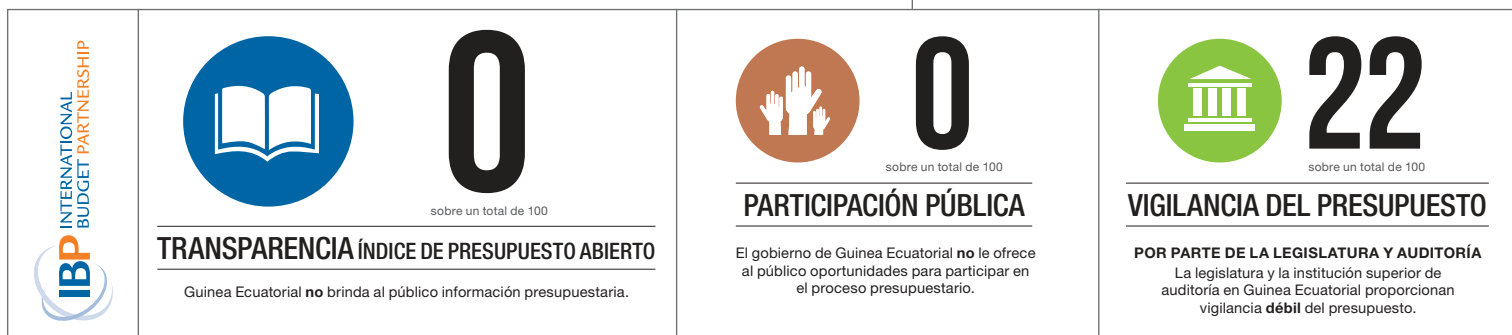 IBP INTERNATIONAL
BUDGET PARTNERSHIP
0
sobre un total de 100
TRANSPARENCIA ÍNDICE DE PRESUPUESTO ABIERTO
Guinea Ecuatorial no brinda al público información presupuestaria.
0
sobre un total de 100
PARTICIPACIÓN PÚBLICA
El gobierno de Guinea Ecuatorial no le ofrece
al público oportunidades para participar en
el proceso presupuestario.
22
sobre un total de 100
VIGILANCIA DEL PRESUPUESTO
POR PARTE DE LA LEGISLATURA Y AUDITORÍA
La legislatura y la institución superior de
auditoría en Guinea Ecuatorial proporcionan
vigilancia débil del presupuesto.